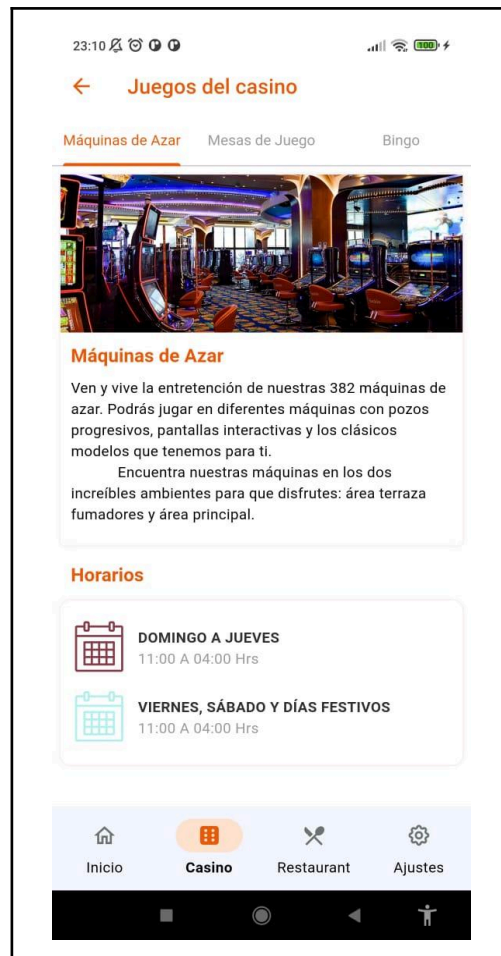 23:10
100
Juegos del casino
Máquinas de Azar Mesas de Juego Bingo
Máquinas de Azar
Ven y vive la entretención de nuestras 382 máquinas de
azar. Podrás jugar en diferentes máquinas con pozos
progresivos, pantallas interactivas y los clásicos
modelos que tenemos para ti.
Encuentra nuestras máquinas en los dos
increíbles ambientes para que disfrutes: área terraza
fumadores y área principal.
Horarios
DOMINGO A JUEVES
11:00 A 04:00 Hrs
VIERNES, SÁBADO Y DÍAS FESTIVOS
11:00 A 04:00 Hrs
Inicio Casino Restaurant Ajustes